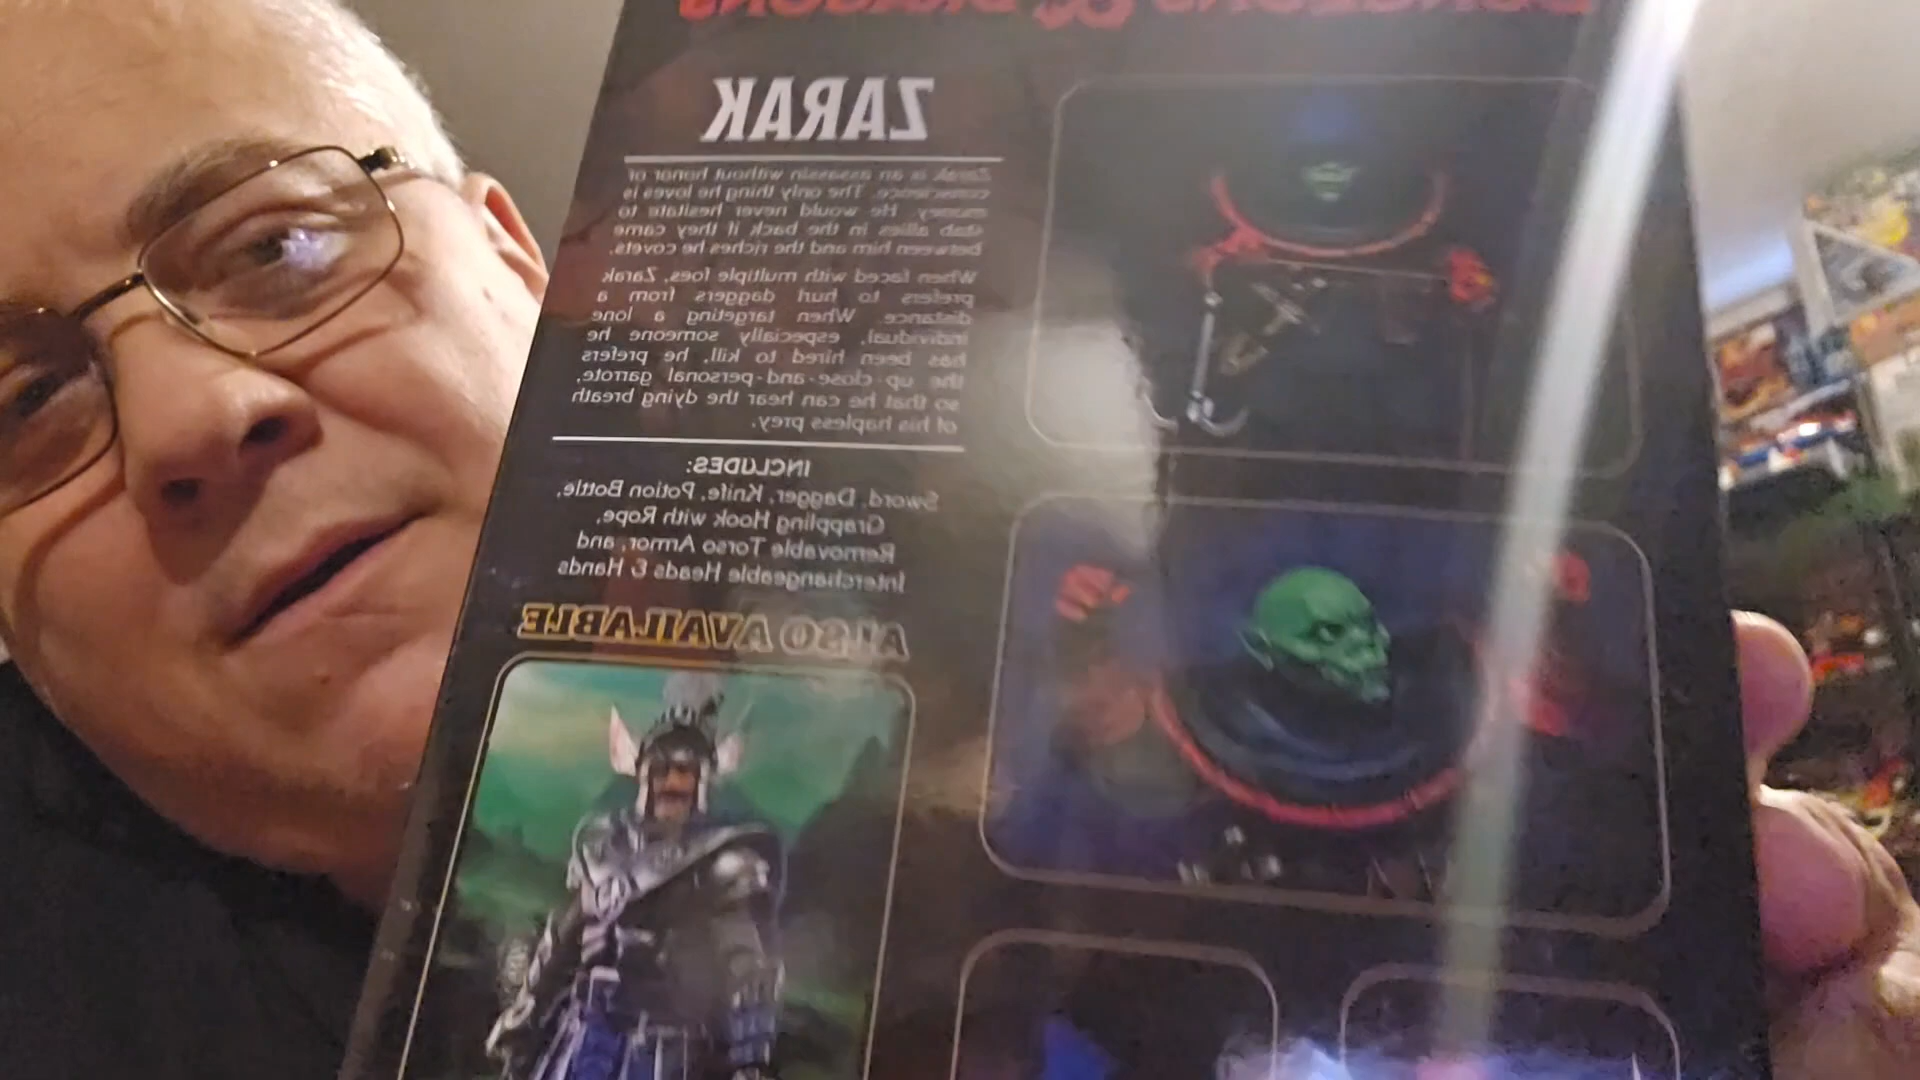 DUNGEONS & DRAGONS
ZARAK
Zarak is an assassin without honor or
conscience. The only thing he loves is
money. He would never hesitate to
stab allies in the back if they came
between him and the riches he covets.
When faced with multiple foes, Zarak
prefers to hurl daggers from a
distance. When targeting a lone
individual, especially someone he
has been hired to kill, he prefers
the up-close-and-personal garrote,
so that he can hear the dying breath
of his hapless prey.
INCLUDES:
Sword, Dagger, Knife, Potion Bottle,
Grappling Hook with Rope,
Removable Torso Armor, and
Interchangeable Heads & Hands
ALSO AVAILABLE